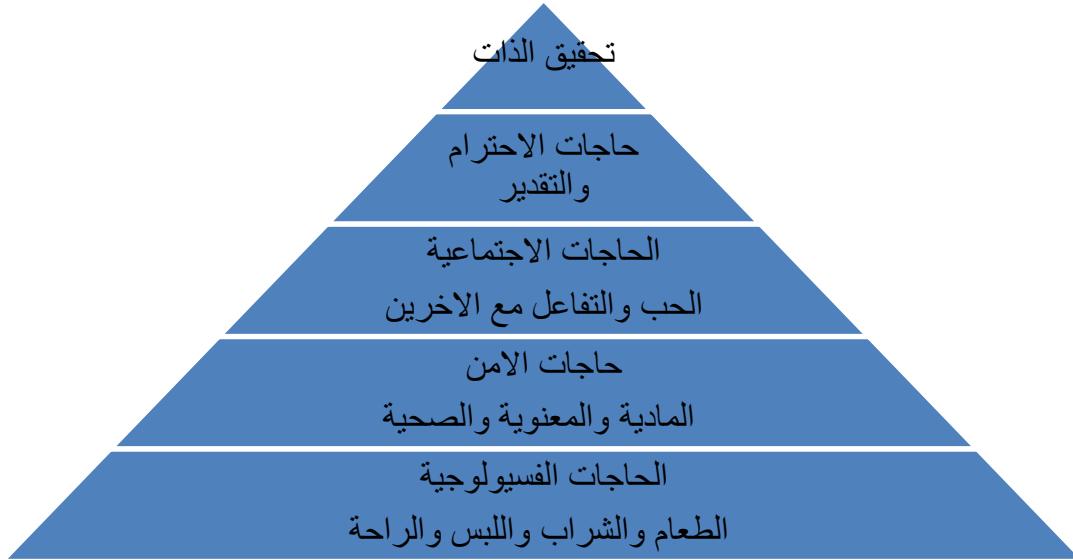 تحقيق الذات
حاجات الاحترام
والتقدير
الحاجات الاجتماعية
الحب والتفاعل مع الاخرين
حاجات الامن
المادية والمعنوية والصحية
الحاجات الفسيولوجية
الطعام والشراب واللبس والراحة